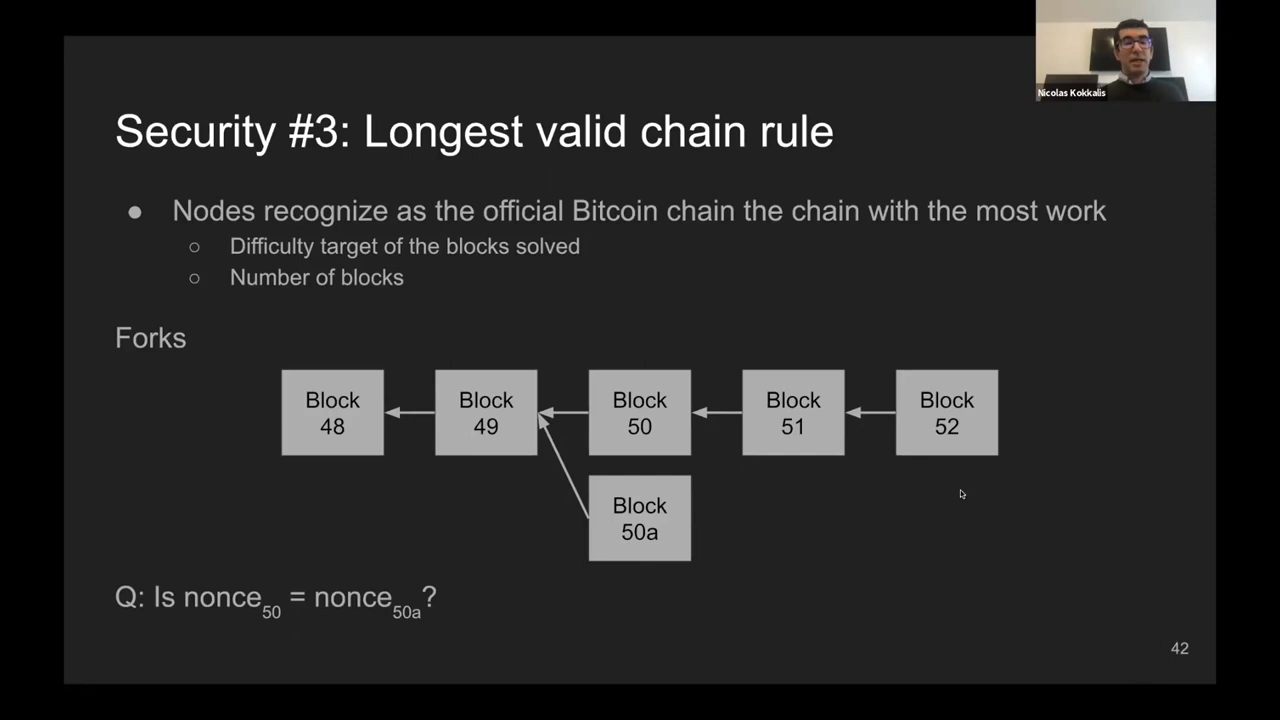 Nicolas Kokkalis
Security #3: Longest valid chain rule
● Nodes recognize as the official Bitcoin chain the chain with the most work
○ Difficulty target of the blocks solved
○ Number of blocks
Forks
Block
48
Block
49
Block
50
Block
51
Block
52
Block
50a
Q: Is nonce50 = nonce50a?
42